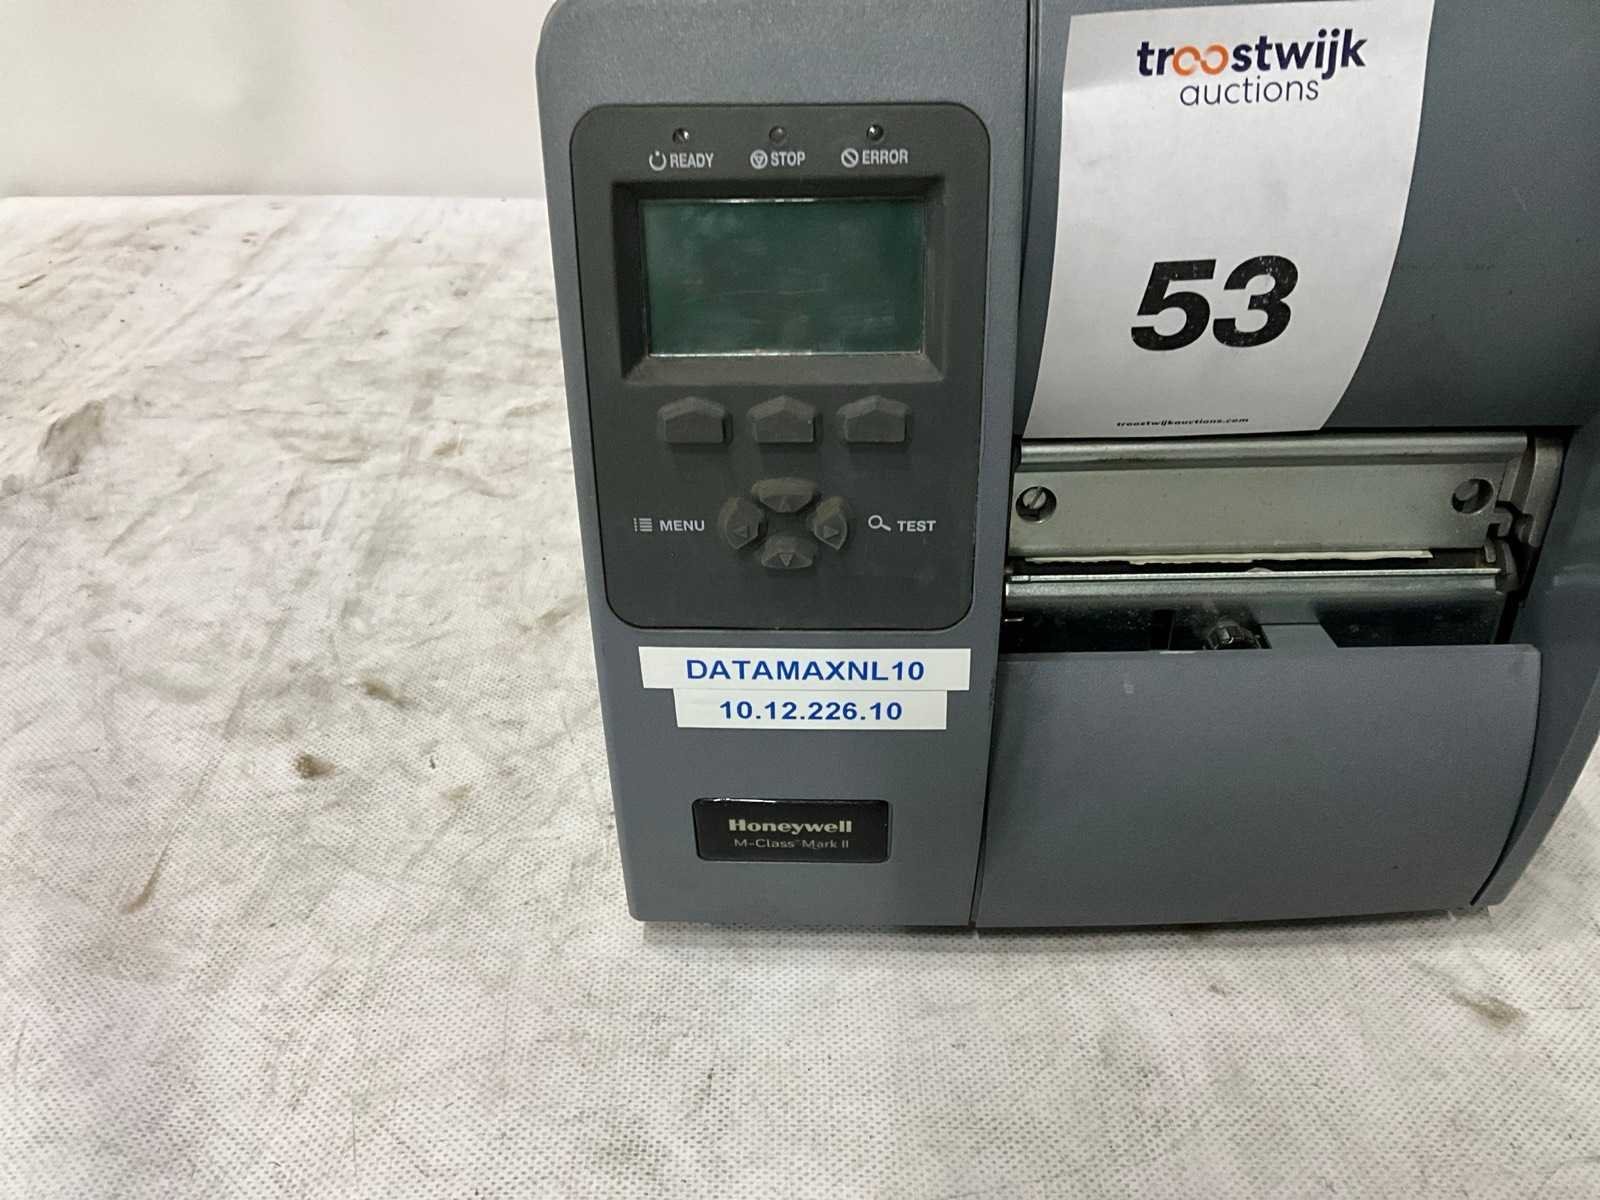 troostwijk
auctions
READY STOP ERROR
53
troostwijkauctions.com
MENU TEST
DATAMAXNL10
10.12.226.10
Honeywell
M-Class Mark II